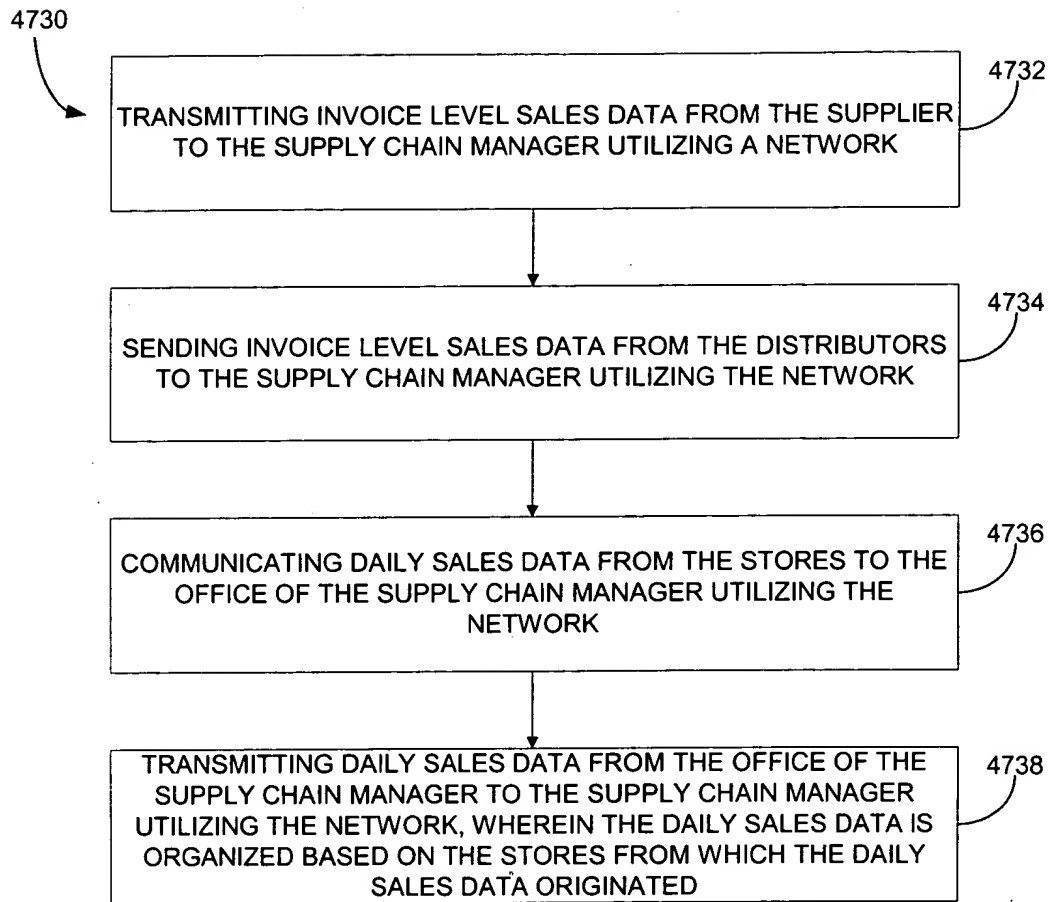 4730
4732
TRANSMITTING INVOICE LEVEL SALES DATA FROM THE SUPPLIER
TO THE SUPPLY CHAIN MANAGER UTILIZING A NETWORK
4734
SENDING INVOICE LEVEL SALES DATA FROM THE DISTRIBUTORS
TO THE SUPPLY CHAIN MANAGER UTILIZING THE NETWORK
4736
COMMUNICATING DAILY SALES DATA FROM THE STORES TO THE
OFFICE OF THE SUPPLY CHAIN MANAGER UTILIZING THE
NETWORK
4738
TRANSMITTING DAILY SALES DATA FROM THE OFFICE OF THE
SUPPLY CHAIN MANAGER TO THE SUPPLY CHAIN MANAGER
UTILIZING THE NETWORK, WHEREIN THE DAILY SALES DATA IS
ORGANIZED BASED ON THE STORES FROM WHICH THE DAILY
SALES DATA ORIGINATED